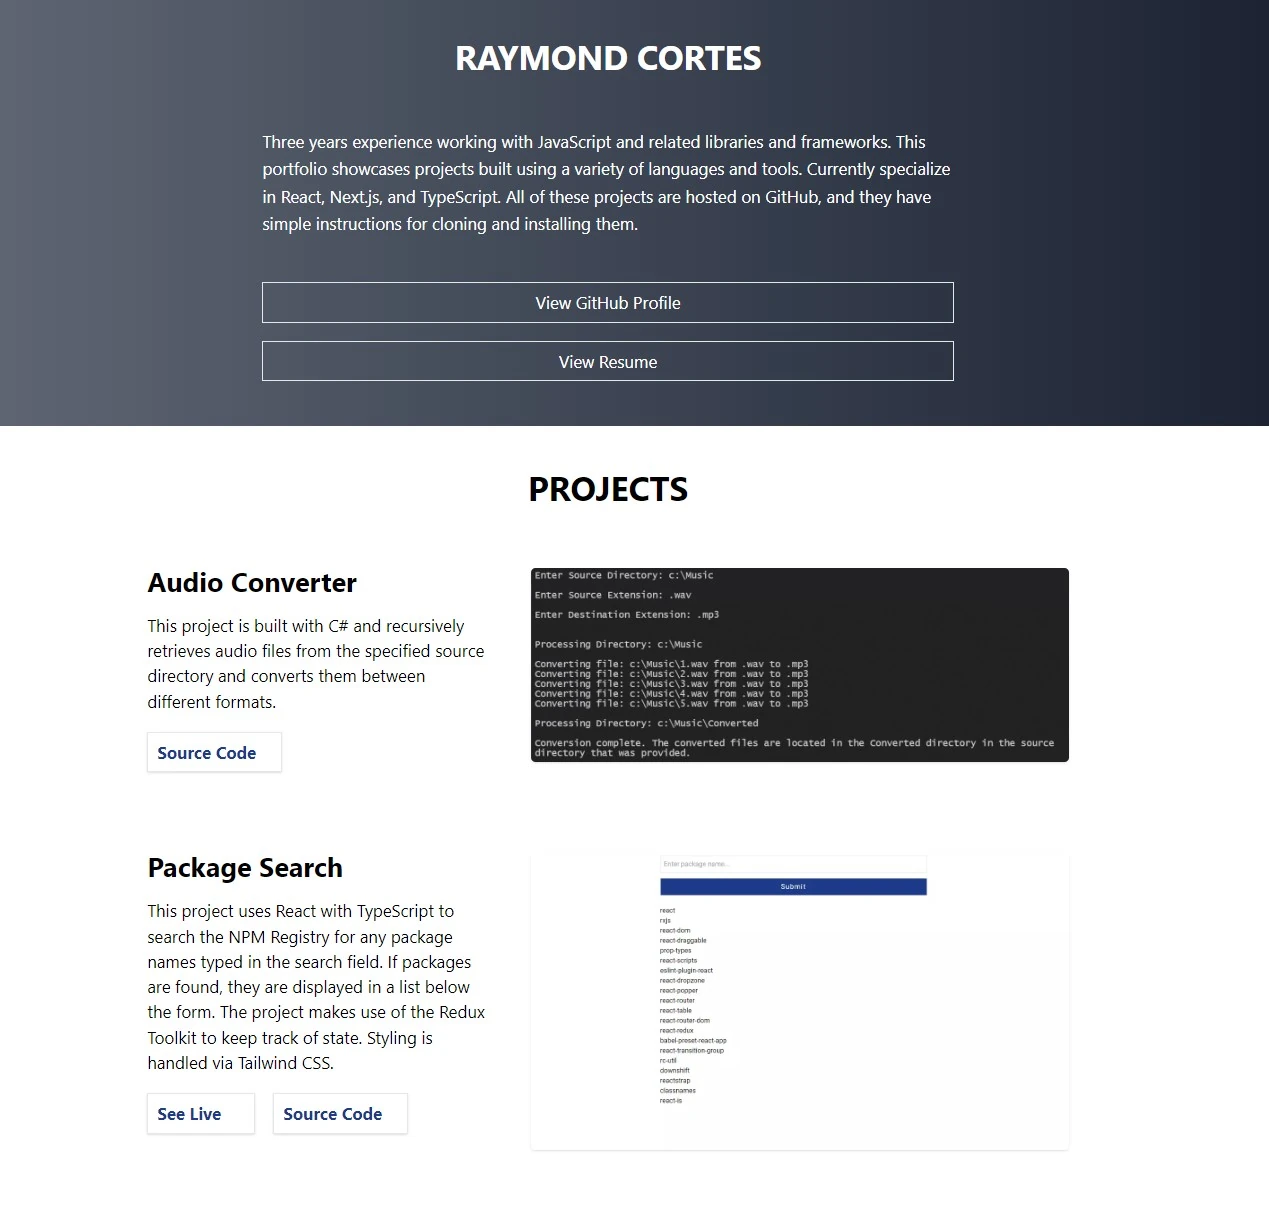 RAYMOND CORTES
Three years experience working with JavaScript and related libraries and frameworks. This
portfolio showcases projects built using a variety of languages and tools. Currently specialize
in React, Next.js, and TypeScript. All of these projects are hosted on GitHub, and they have
simple instructions for cloning and installing them.
View GitHub Profile
View Resume
PROJECTS
Audio Converter
This project is built with C# and recursively
retrieves audio files from the specified source
directory and converts them between
different formats.
Source Code
Enter Source Directory: c:\Music
Enter Source Extension: .wav
Enter Destination Extension: .mp3
Processing Directory: c:\Music
Converting file: c:\Music\1.wav from .wav to .mp3
Converting file: c:\Music\2.wav from .wav to .mp3
Converting file: c:\Music\3.wav from .wav to .mp3
Converting file: c:\Music\4.wav from .wav to .mp3
Converting file: c:\Music\5.wav from .wav to .mp3
Processing Directory: c:\Music\Converted
Conversion complete. The converted files are located in the Converted directory in the source
directory that was provided.
Package Search
This project uses React with TypeScript to
search the NPM Registry for any package
names typed in the search field. If packages
are found, they are displayed in a list below
the form. The project makes use of the Redux
Toolkit to keep track of state. Styling is
handled via Tailwind CSS.
See Live
Source Code
Enter package name...
Submit
react
rxjs
react-dom
react-draggable
prop-types
react-scripts
eslint-plugin-react
react-dropzone
react-popper
react-router
react-table
react-router-dom
react-redux
babel-preset-react-app
react-transition-group
rc-util
downshift
reactstrap
classnames
react-is